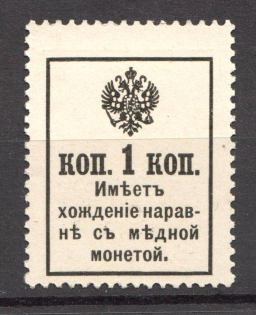 КОП. 1 КОП.
Имѣетъ
хожденіе нарав-
нѣ съ мѣдной
монетой.